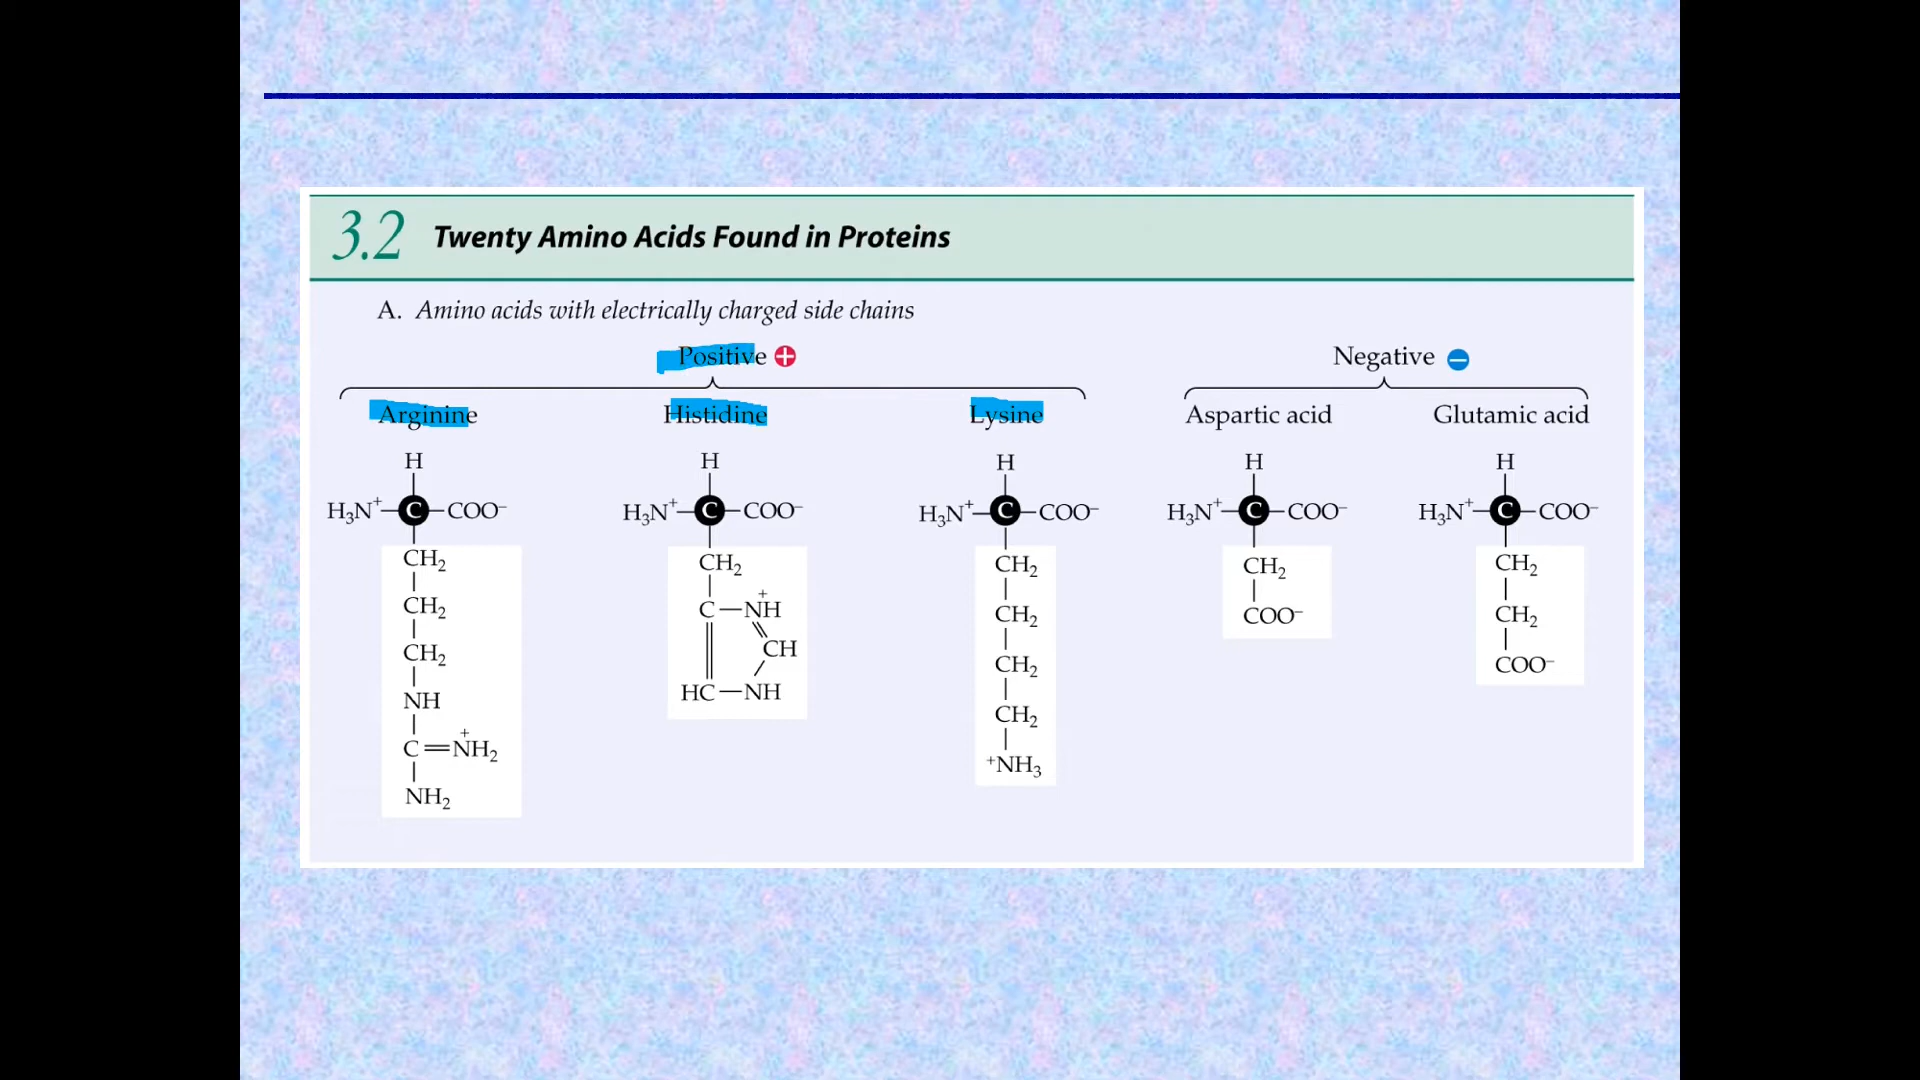 3.2 Twenty Amino Acids Found in Proteins
A. Amino acids with electrically charged side chains
Positive + Negative −
Arginine Histidine Lysine Aspartic acid Glutamic acid
H H H H H
H₃N⁺—C—COO⁻ H₃N⁺—C—COO⁻ H₃N⁺—C—COO⁻ H₃N⁺—C—COO⁻ H₃N⁺—C—COO⁻
CH₂ CH₂ CH₂ CH₂ CH₂
CH₂ C—NH⁺ CH₂ COO⁻ CH₂
CH₂ CH CH₂ COO⁻
NH HC—NH CH₂
C=NH₂⁺ ⁺NH₃
NH₂